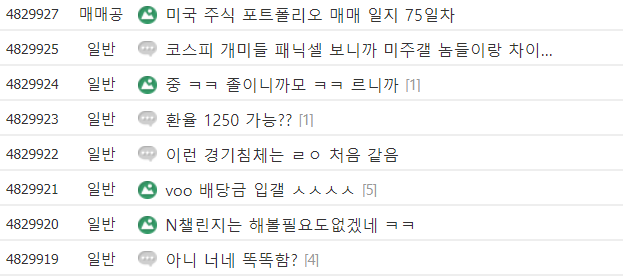 4829927 매매공 미국 주식 포트폴리오 매매 일지 75일차
4829925 일반 코스피 개미들 패닉셀 보니까 미주갤 놈들이랑 차이...
4829924 일반 중 ㅋㅋ 졸이니까모 ㅋㅋ 르니까 [1]
4829923 일반 환율 1250 가능?? [1]
4829922 일반 이런 경기침체는 ㄹㅇ 처음 같음
4829921 일반 voo 배당금 입갤 ㅅㅅㅅㅅ [5]
4829920 일반 N챌린지는 해볼필요도없겠네 ㅋㅋ
4829919 일반 아니 너네 똑똑함? [4]